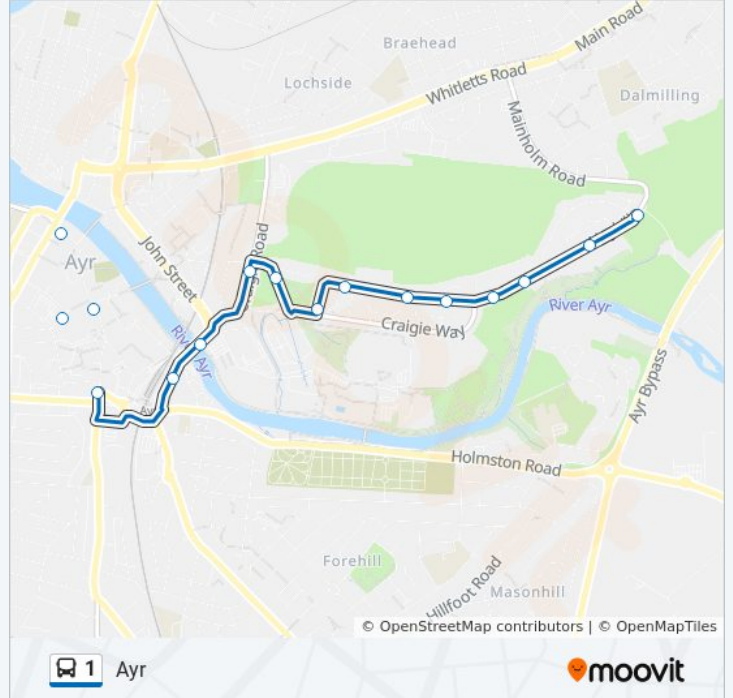 Braehead
Main Road
Lochside
Whitletts Road
Dalmilling
Mainholm Road
John Street
Road
Ayr
River Ayr
River Ayr
Craigie Way
Ayr Bypass
Holmston Road
Forehill
Hillfoot Road
Masonhill
© OpenStreetMap contributors | © OpenMapTiles
1 Ayr
moovit